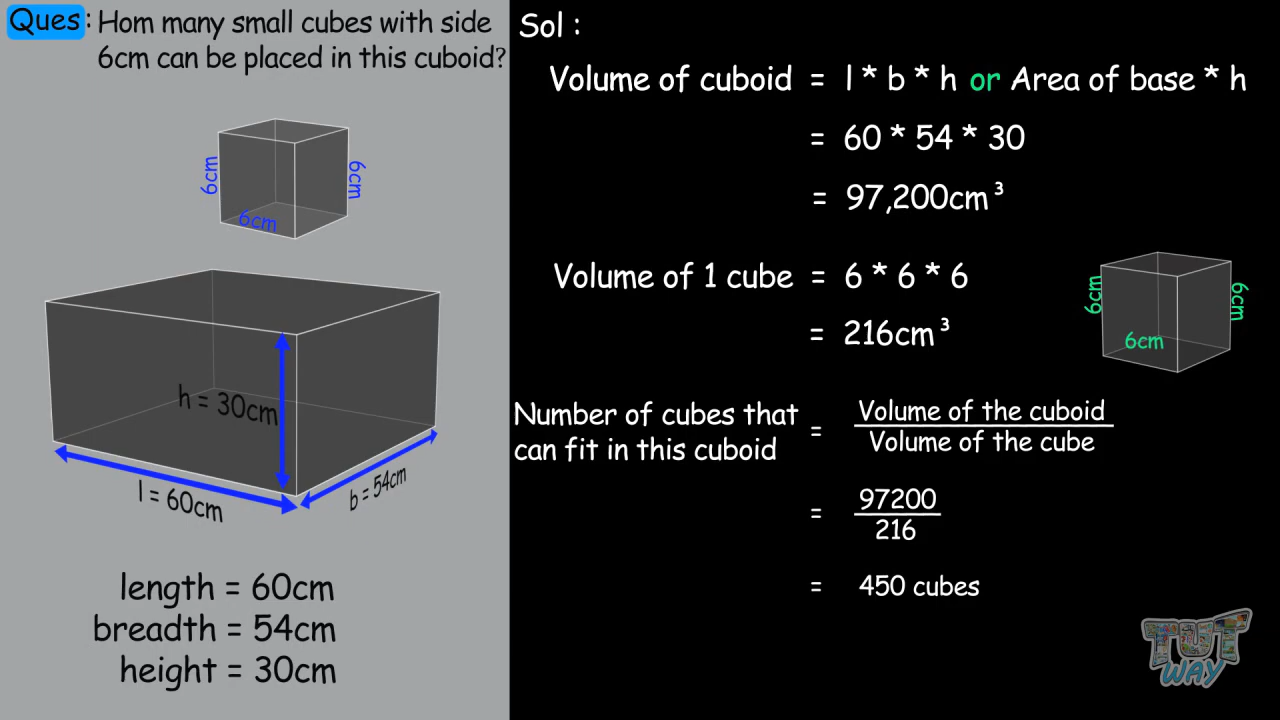 Ques : Hom many small cubes with side
6cm can be placed in this cuboid?
6cm
6cm
6cm
h = 30cm
l = 60cm
b = 54cm
length = 60cm
breadth = 54cm
height = 30cm
Sol :
Volume of cuboid = l * b * h or Area of base * h
= 60 * 54 * 30
= 97,200cm³
Volume of 1 cube = 6 * 6 * 6
= 216cm³
6cm
6cm
6cm
Number of cubes that
can fit in this cuboid
=
Volume of the cuboid
Volume of the cube
=
97200
216
= 450 cubes
TUT
WAY